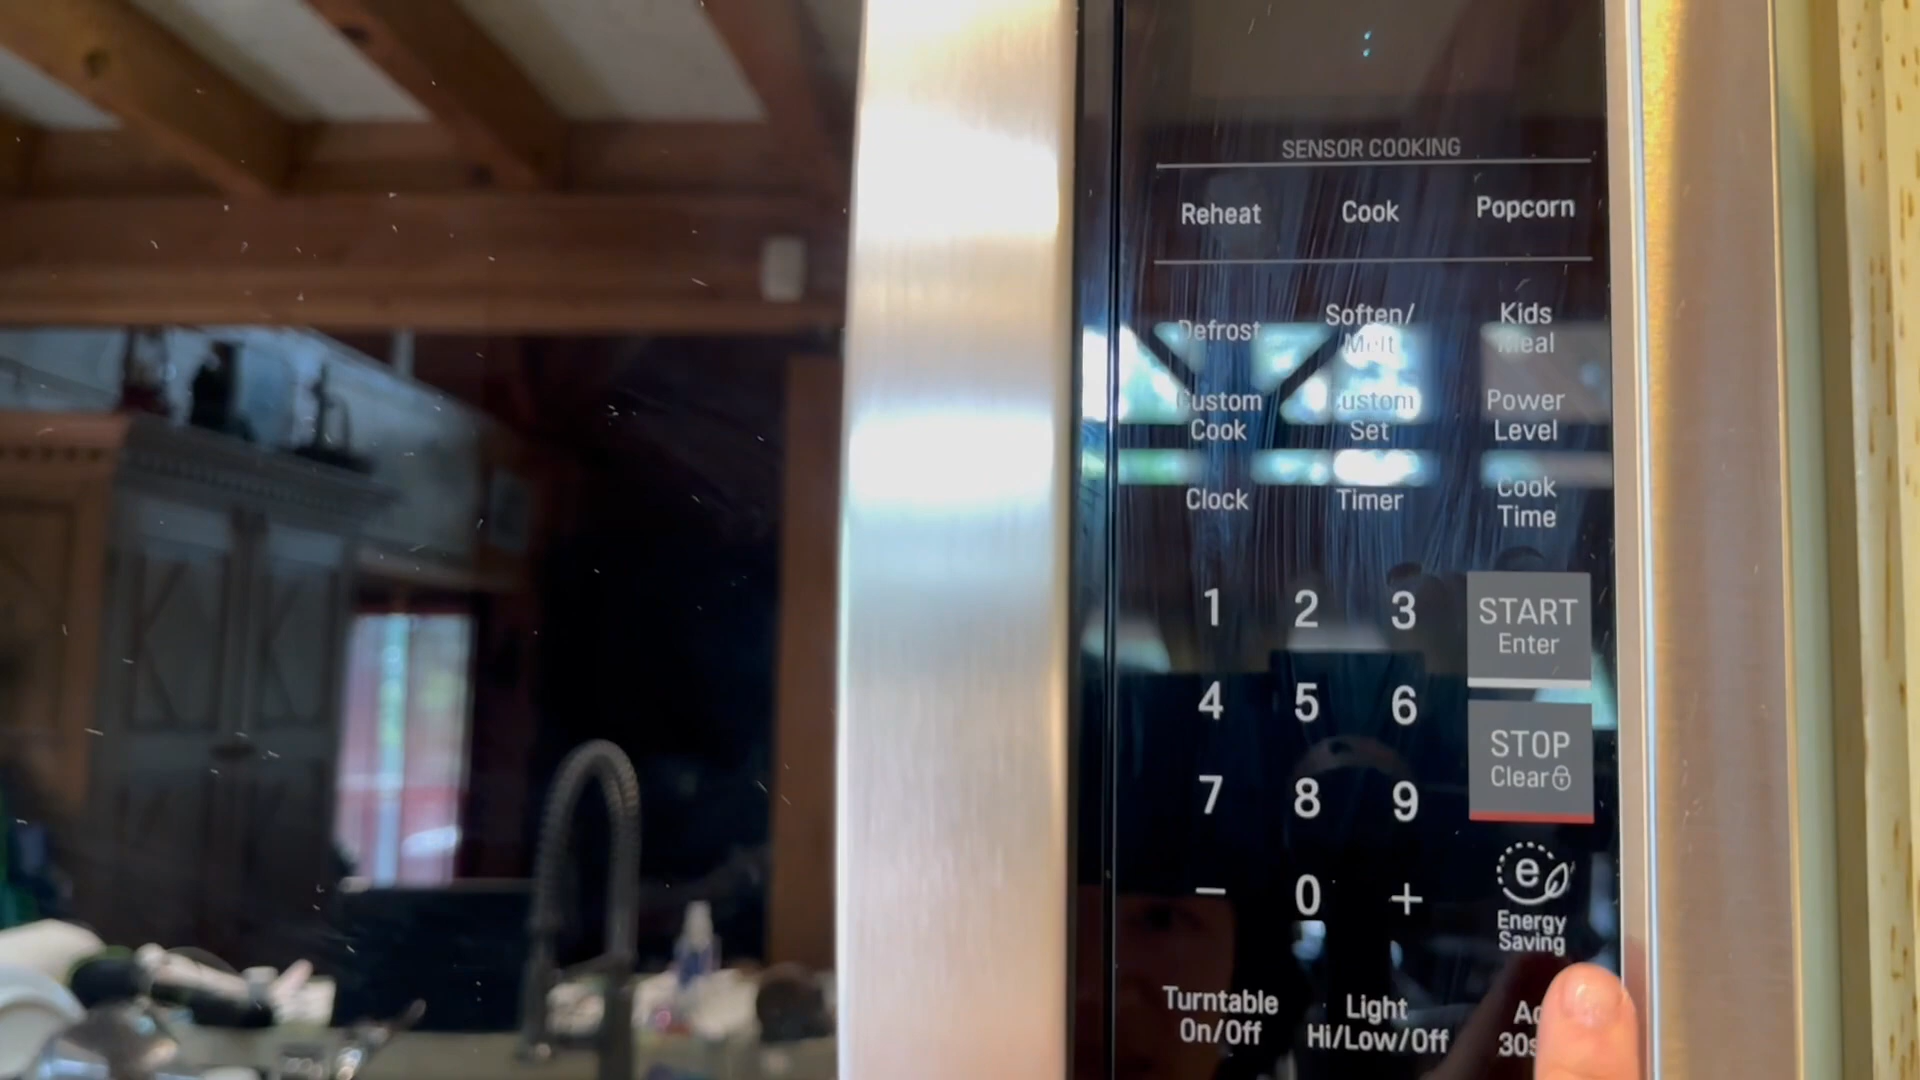 :
SENSOR COOKING
Reheat Cook Popcorn
Defrost Soften/ Melt Kids Meal
Custom Cook Custom Set Power Level
Clock Timer Cook Time
1 2 3 START Enter
4 5 6 STOP Clear
7 8 9
- 0 + e Energy Saving
Turntable On/Off Light Hi/Low/Off